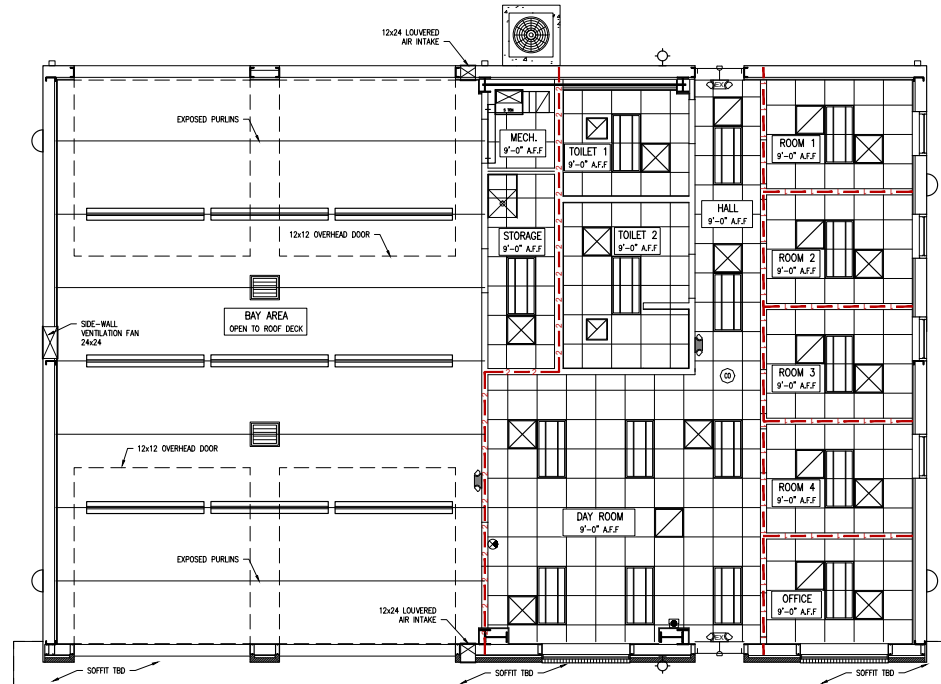 12x24 LOUVERED
AIR INTAKE
EXPOSED PURLINS
MECH.
9'-0" A.F.F
TOILET 1
9'-0" A.F.F
ROOM 1
9'-0" A.F.F
HALL
9'-0" A.F.F
STORAGE
9'-0" A.F.F
TOILET 2
9'-0" A.F.F
12x12 OVERHEAD DOOR
ROOM 2
9'-0" A.F.F
BAY AREA
OPEN TO ROOF DECK
SIDE-WALL
VENTILATION FAN
24x24
CO
ROOM 3
9'-0" A.F.F
12x12 OVERHEAD DOOR
ROOM 4
9'-0" A.F.F
DAY ROOM
9'-0" A.F.F
EXPOSED PURLINS
OFFICE
9'-0" A.F.F
12x24 LOUVERED
AIR INTAKE
SOFFIT TBD
SOFFIT TBD
SOFFIT TBD